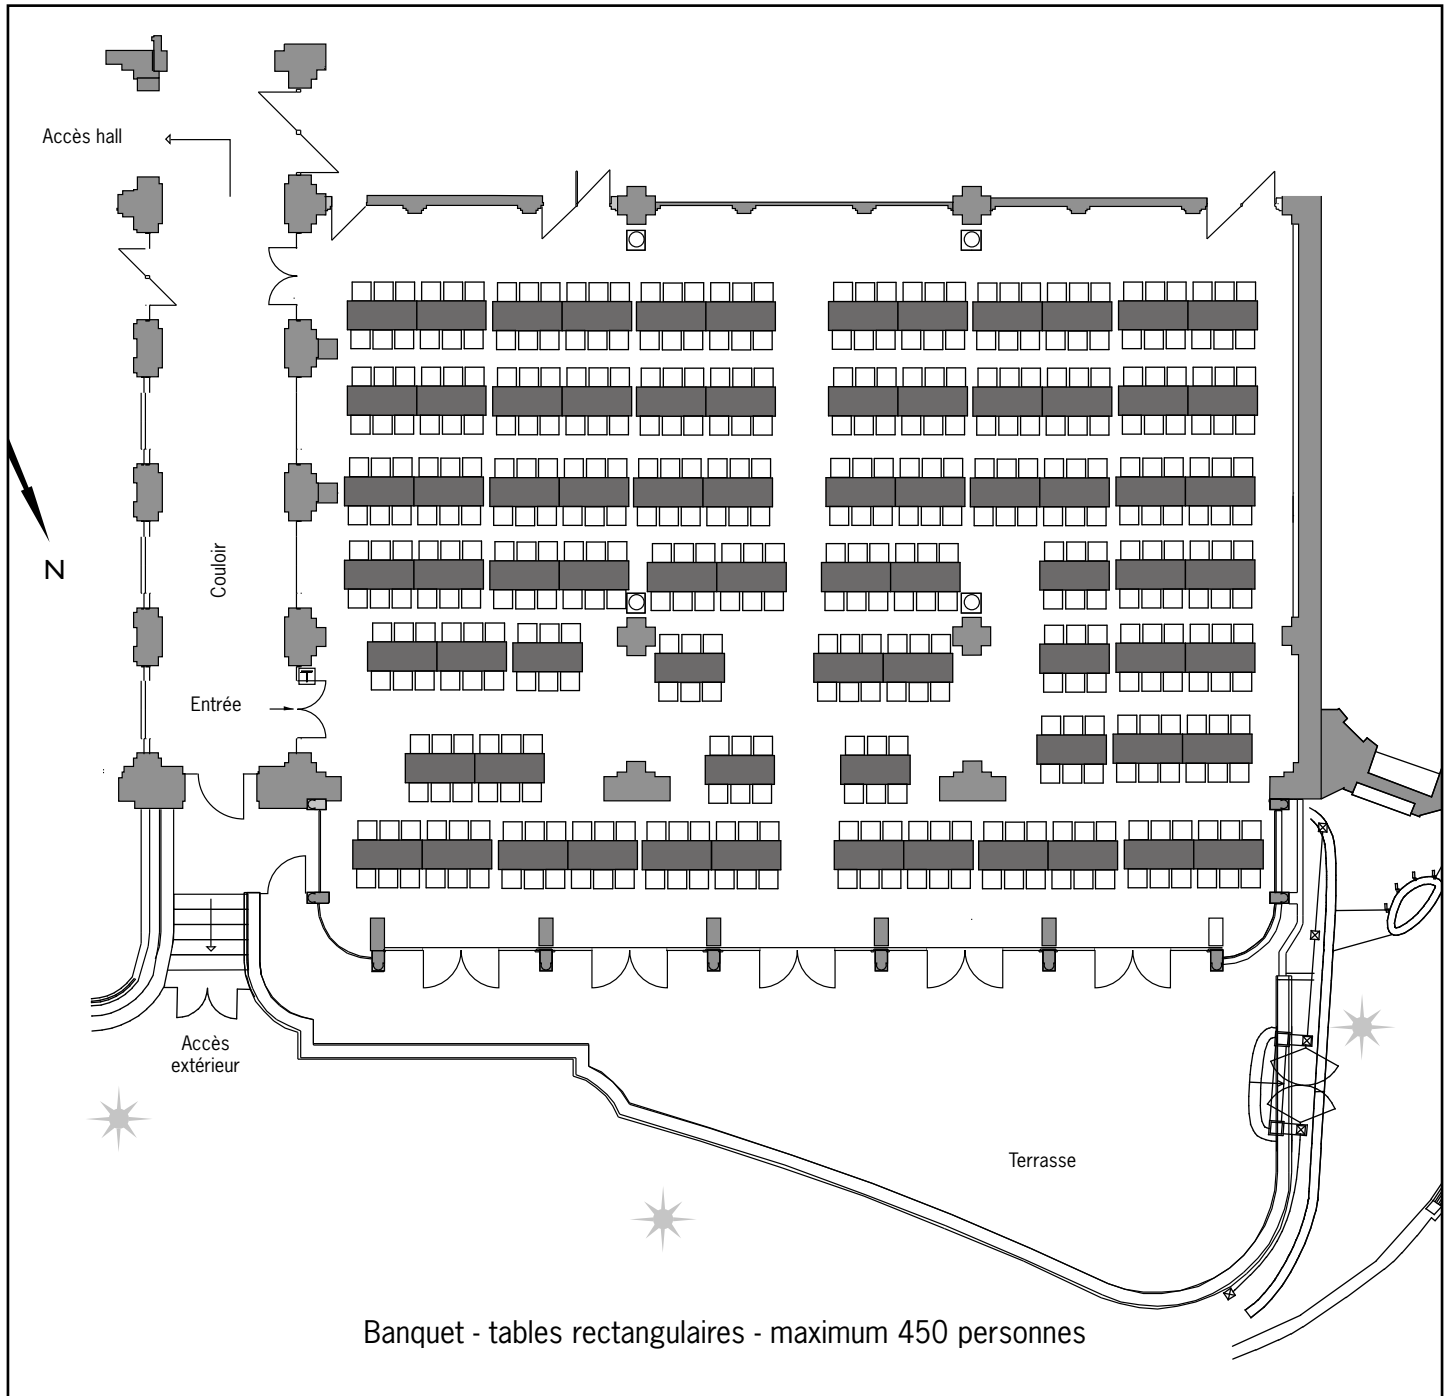 Accès hall
N
Couloir
T
Entrée
Accès
extérieur
Terrasse
Banquet - tables rectangulaires - maximum 450 personnes